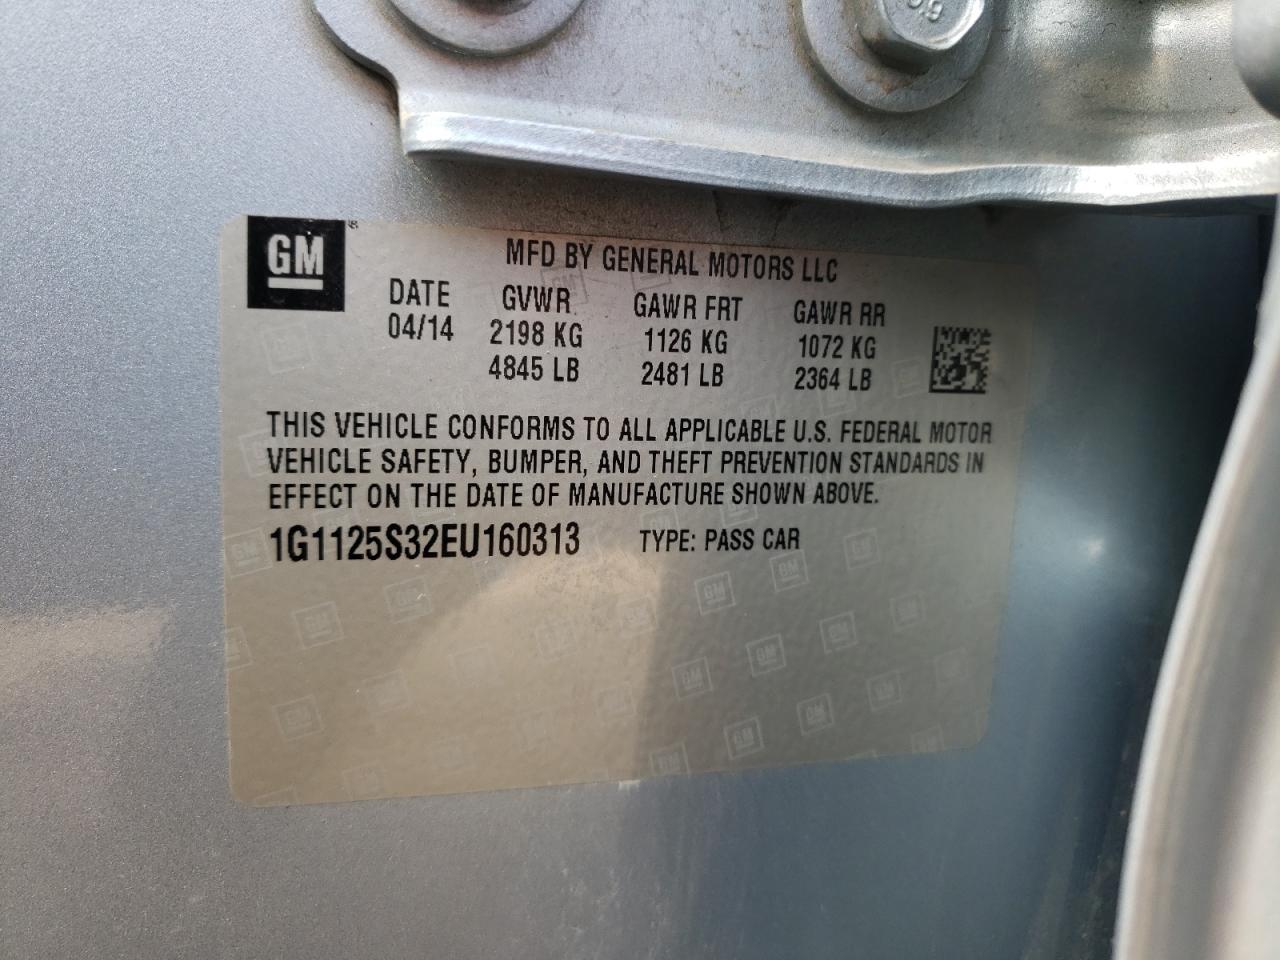 GM
MFD BY GENERAL MOTORS LLC
DATE GVWR GAWR FRT GAWR RR
04/14 2198 KG 1126 KG 1072 KG
4845 LB 2481 LB 2364 LB
THIS VEHICLE CONFORMS TO ALL APPLICABLE U.S. FEDERAL MOTOR
VEHICLE SAFETY, BUMPER, AND THEFT PREVENTION STANDARDS IN
EFFECT ON THE DATE OF MANUFACTURE SHOWN ABOVE.
1G1125S32EU160313 TYPE: PASS CAR